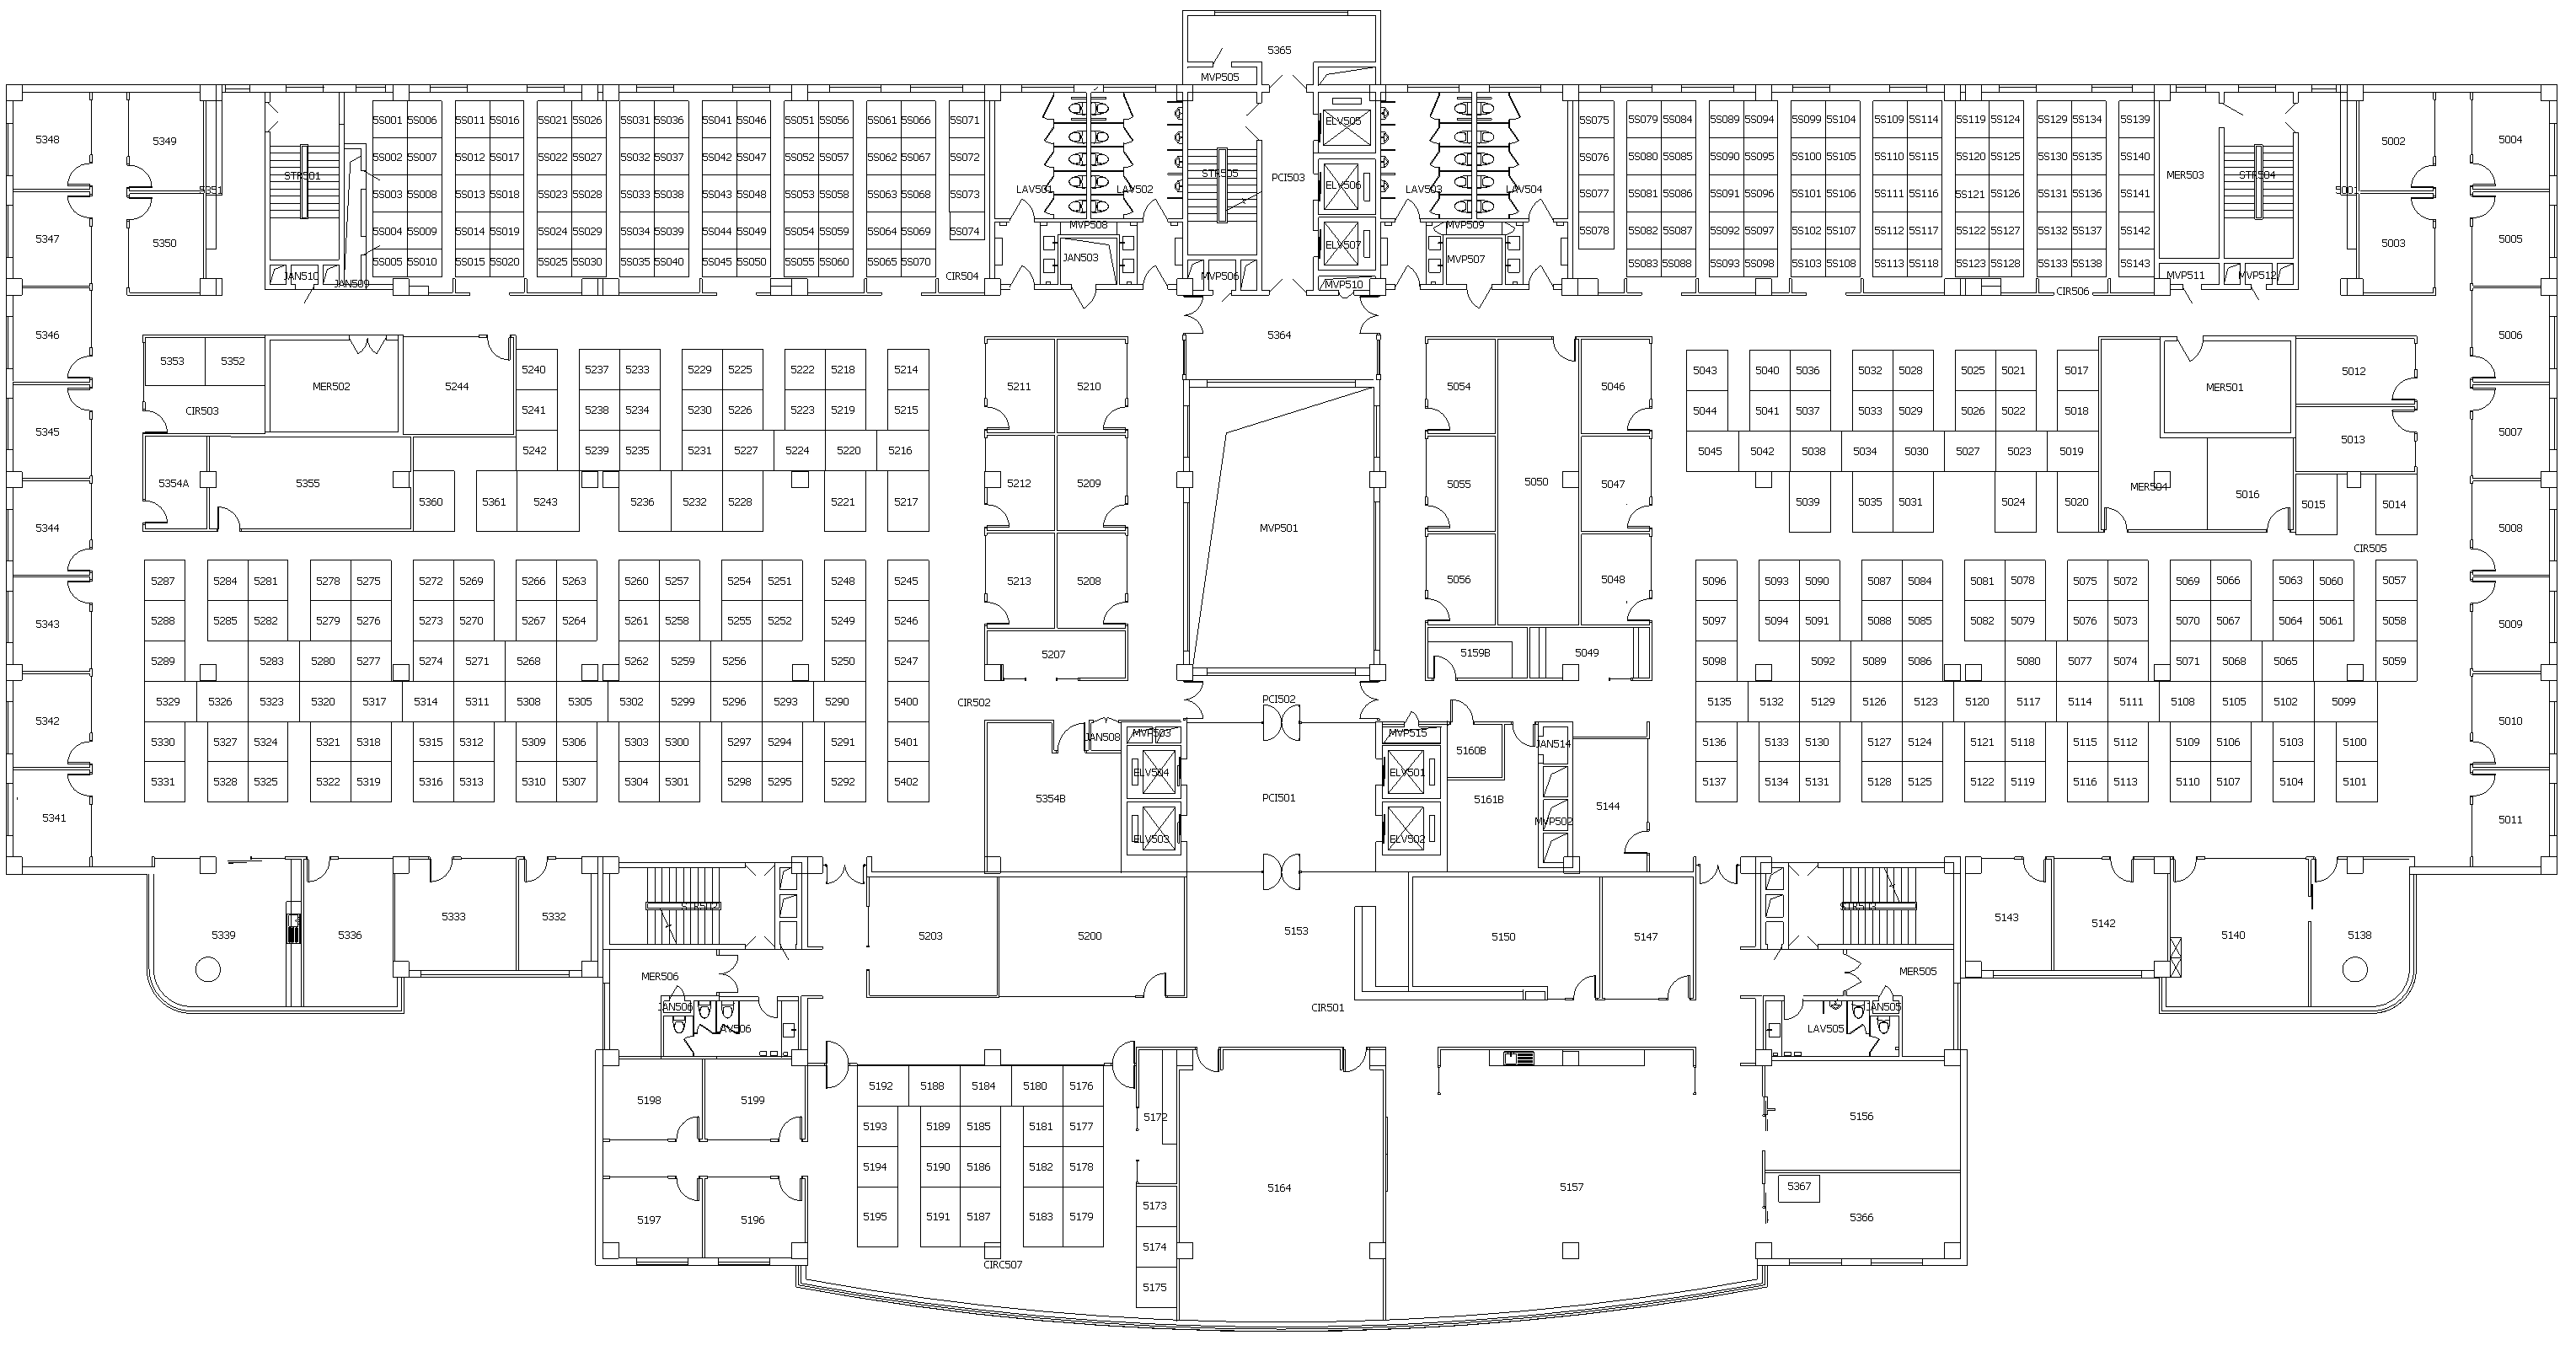 5365
MVP505
5348
5349
5351
STR501
5S001 5S006 5S011 5S016 5S021 5S026 5S031 5S036 5S041 5S046 5S051 5S056 5S061 5S066 5S071
5S002 5S007 5S012 5S017 5S022 5S027 5S032 5S037 5S042 5S047 5S052 5S057 5S062 5S067 5S072
5S003 5S008 5S013 5S018 5S023 5S028 5S033 5S038 5S043 5S048 5S053 5S058 5S063 5S068 5S073
5S004 5S009 5S014 5S019 5S024 5S029 5S034 5S039 5S044 5S049 5S054 5S059 5S064 5S069 5S074
5S005 5S010 5S015 5S020 5S025 5S030 5S035 5S040 5S045 5S050 5S055 5S060 5S065 5S070
CIR504
LAV501 LAV502
MVP508
JAN503
STR505
PCI503
ELV505
ELV506
ELV507
MVP506
MVP510
LAV503 LAV504
MVP509
MVP507
5S075 5S079 5S084 5S089 5S094 5S099 5S104 5S109 5S114 5S119 5S124 5S129 5S134 5S139
5S076 5S080 5S085 5S090 5S095 5S100 5S105 5S110 5S115 5S120 5S125 5S130 5S135 5S140
5S077 5S081 5S086 5S091 5S096 5S101 5S106 5S111 5S116 5S121 5S126 5S131 5S136 5S141
5S078 5S082 5S087 5S092 5S097 5S102 5S107 5S112 5S117 5S122 5S127 5S132 5S137 5S142
5S083 5S088 5S093 5S098 5S103 5S108 5S113 5S118 5S123 5S128 5S133 5S138 5S143
CIR506
MER503
STR504
MVP511 MVP512
5002 5004
5003 5005
5347 5350
JAN510
JAN509
5346
5364
5006
5353 5352
MER502
5244
CIR503
5240 5237 5233 5229 5225 5222 5218 5214
5241 5238 5234 5230 5226 5223 5219 5215
5242 5239 5235 5231 5227 5224 5220 5216
5354A 5355 5360 5361 5243 5236 5232 5228 5221 5217
5211 5210
5212 5209
5213 5208
5207
MVP501
5054 5046
5055 5050 5047
5056 5048
5159B 5049
5043 5040 5036 5032 5028 5025 5021 5017
5044 5041 5037 5033 5029 5026 5022 5018
5045 5042 5038 5034 5030 5027 5023 5019
5039 5035 5031 5024 5020
MER501
5012
5013
MER504 5016 5015 5014
CIR505
5345
5344
5343
5342
5341
5007
5008
5009
5010
5011
5287 5284 5281 5278 5275 5272 5269 5266 5263 5260 5257 5254 5251 5248 5245
5288 5285 5282 5279 5276 5273 5270 5267 5264 5261 5258 5255 5252 5249 5246
5289 5283 5280 5277 5274 5271 5268 5262 5259 5256 5250 5247
5329 5326 5323 5320 5317 5314 5311 5308 5305 5302 5299 5296 5293 5290 5400
5330 5327 5324 5321 5318 5315 5312 5309 5306 5303 5300 5297 5294 5291 5401
5331 5328 5325 5322 5319 5316 5313 5310 5307 5304 5301 5298 5295 5292 5402
5096 5093 5090 5087 5084 5081 5078 5075 5072 5069 5066 5063 5060 5057
5097 5094 5091 5088 5085 5082 5079 5076 5073 5070 5067 5064 5061 5058
5098 5092 5089 5086 5080 5077 5074 5071 5068 5065 5059
5135 5132 5129 5126 5123 5120 5117 5114 5111 5108 5105 5102 5099
5136 5133 5130 5127 5124 5121 5118 5115 5112 5109 5106 5103 5100
5137 5134 5131 5128 5125 5122 5119 5116 5113 5110 5107 5104 5101
CIR502
PCI502
JAN508
MVP503
ELV504
5354B
ELV503
PCI501
MVP515
ELV501
ELV502
5160B
5161B
JAN514
MVP502
5144
5339 5336 5333 5332
STR502
5203 5200 5153 5150 5147
STR503
5143 5142 5140 5138
MER506
JAN506
CIR501
MER505
JAN505
LAV505
5198 5199
5197 5196
5192 5188 5184 5180 5176
5193 5189 5185 5181 5177
5194 5190 5186 5182 5178
5195 5191 5187 5183 5179
CIRC507
5172
5173
5174
5175
5164
5157
5156
5367
5366